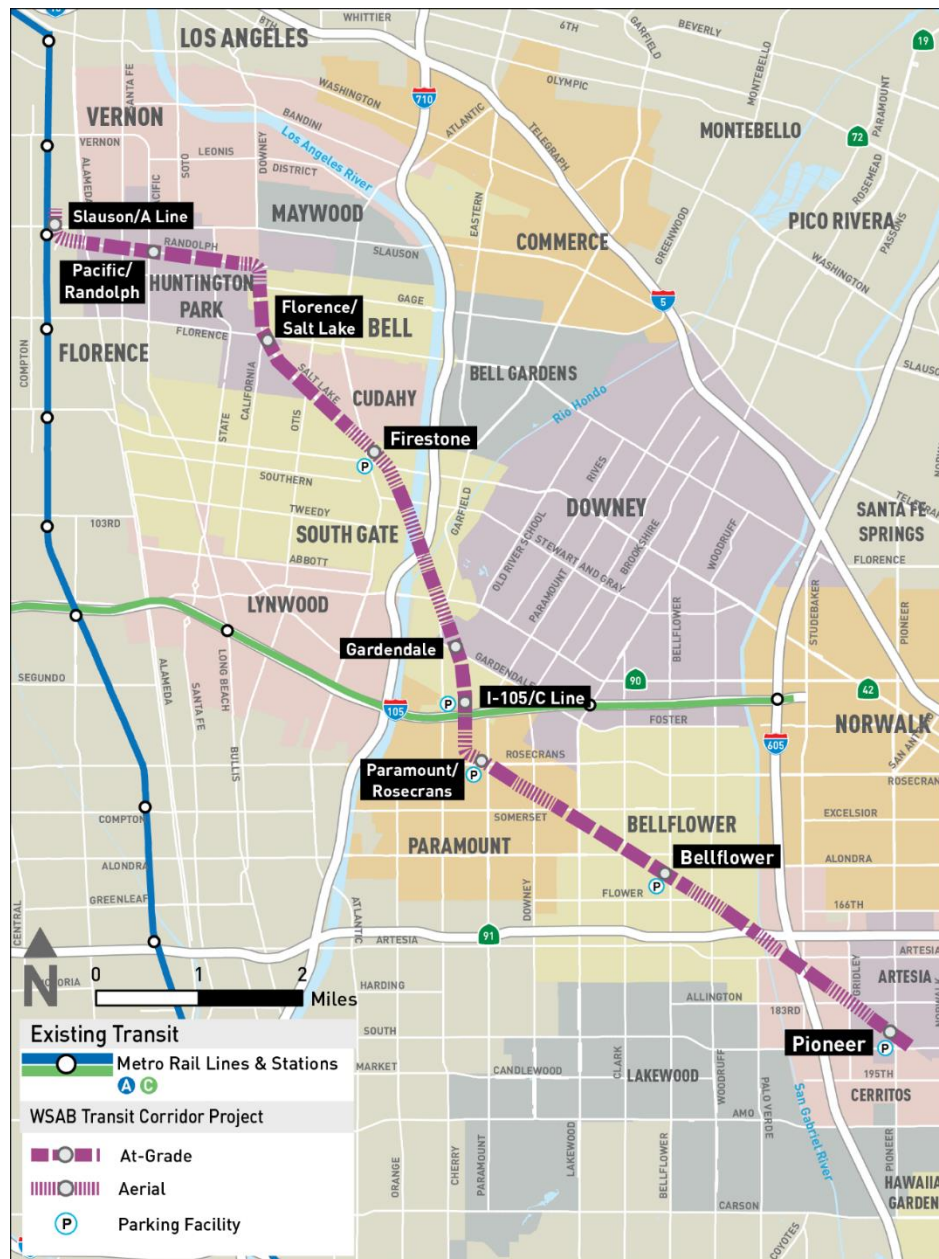 WHITTIER
6TH
BEVERLY
8TH
LOS ANGELES
GARFIELD
MONTEBELLO
19
OLYMPIC
WASHINGTON
710
ATLANTIC
PARAMOUNT
SANTA FE
VERNON
BANDINI
TELEGRAPH
MONTEBELLO
72
Los Angeles River
VERNON
LEONIS
SOTO
DOWNEY
DISTRICT
ROSEMEAD
ALAMEDA
PACIFIC
EASTERN
GREENWOOD
PASSONS
MAYWOOD
PICO RIVERA
Slauson/A Line
COMMERCE
RANDOLPH
SLAUSON
WASHINGTON
Pacific/
Randolph
HUNTINGTON
PARK
Florence/
Salt Lake
GAGE
5
BELL
FLORENCE
FLORENCE
COMPTON
BELL GARDENS
SLAUSON
SALT LAKE
CUDAHY
Rio Hondo
CALIFORNIA
STATE
OTIS
Firestone
P
RIVES
SOUTHERN
GARFIELD
DOWNEY
TWEEDY
SANTA FE
SPRINGS
103RD
SOUTH GATE
OLD RIVER SCHOOL
BROOKSHIRE
WOODRUFF
STEWART AND GRAY
ABBOTT
PARAMOUNT
FLORENCE
LYNWOOD
BELLFLOWER
STUDEBAKER
PIONEER
Gardendale
GARDENDALE
SEGUNDO
LONG BEACH
90
ALAMEDA
SANTA FE
P
I-105/C Line
42
105
FOSTER
NORWALK
BULLIS
605
SAN ANTONIO
ROSECRANS
ROSECRANS
Paramount/
Rosecrans
P
COMPTON
SOMERSET
BELLFLOWER
EXCELSIOR
PARAMOUNT
ALONDRA
Bellflower
ALONDRA
P
FLOWER
GREENLEAF
DOWNEY
166TH
CENTRAL
ATLANTIC
91
ARTESIA
ARTESIA
N
GRIDLEY
ARTESIA
0 1 2
Miles
HARDING
ALLINGTON
183RD
SOUTH
Pioneer
P
Existing Transit
MARKET
CANDLEWOOD
CLARK
LAKEWOOD
WOODRUFF
195TH
Metro Rail Lines & Stations
A C
PALO VERDE
CERRITOS
AMO
San Gabriel River
WSAB Transit Corridor Project
At-Grade
ORANGE
CHERRY
PARAMOUNT
LAKEWOOD
BELLFLOWER
PIONEER
HAWAIIA
GARDEN
Aerial
CARSON
P Parking Facility
COYOTES